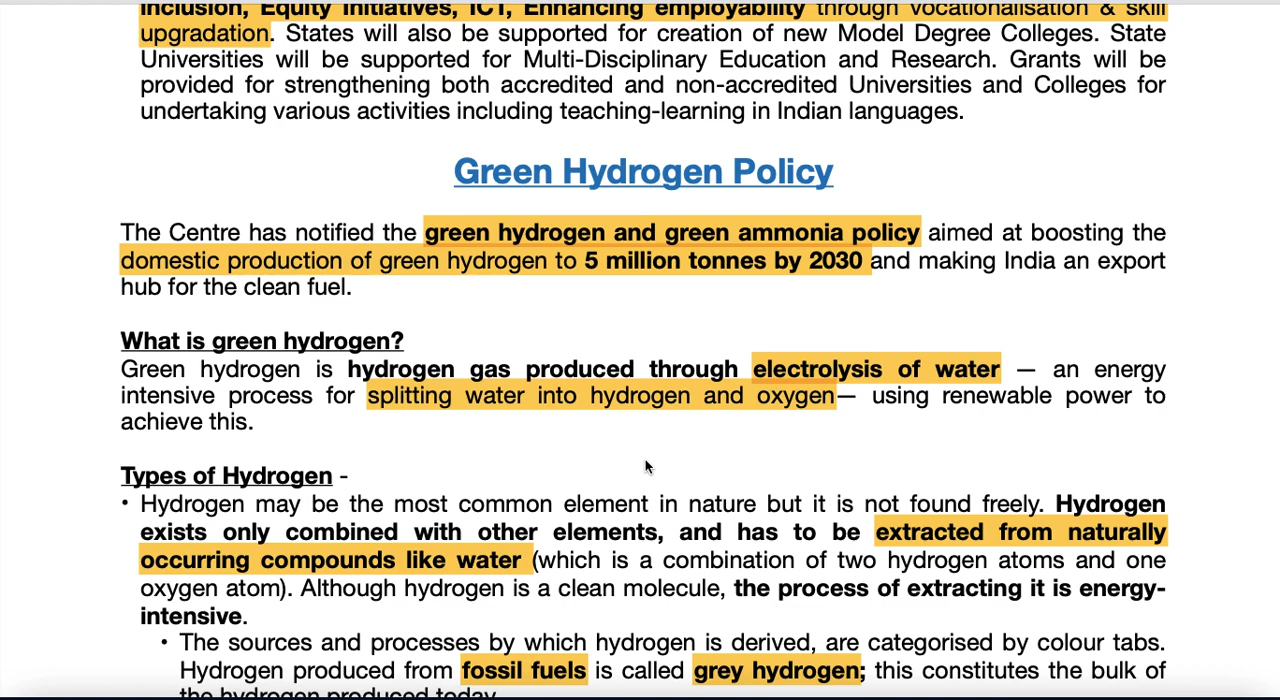 Inclusion, Equity Initiatives, ICT, Enhancing employability through vocationalisation & skill
upgradation. States will also be supported for creation of new Model Degree Colleges. State
Universities will be supported for Multi-Disciplinary Education and Research. Grants will be
provided for strengthening both accredited and non-accredited Universities and Colleges for
undertaking various activities including teaching-learning in Indian languages.
Green Hydrogen Policy
The Centre has notified the green hydrogen and green ammonia policy aimed at boosting the
domestic production of green hydrogen to 5 million tonnes by 2030 and making India an export
hub for the clean fuel.
What is green hydrogen?
Green hydrogen is hydrogen gas produced through electrolysis of water — an energy
intensive process for splitting water into hydrogen and oxygen— using renewable power to
achieve this.
Types of Hydrogen -
• Hydrogen may be the most common element in nature but it is not found freely. Hydrogen
exists only combined with other elements, and has to be extracted from naturally
occurring compounds like water (which is a combination of two hydrogen atoms and one
oxygen atom). Although hydrogen is a clean molecule, the process of extracting it is energy-
intensive.
• The sources and processes by which hydrogen is derived, are categorised by colour tabs.
Hydrogen produced from fossil fuels is called grey hydrogen; this constitutes the bulk of
the hydrogen produced today.